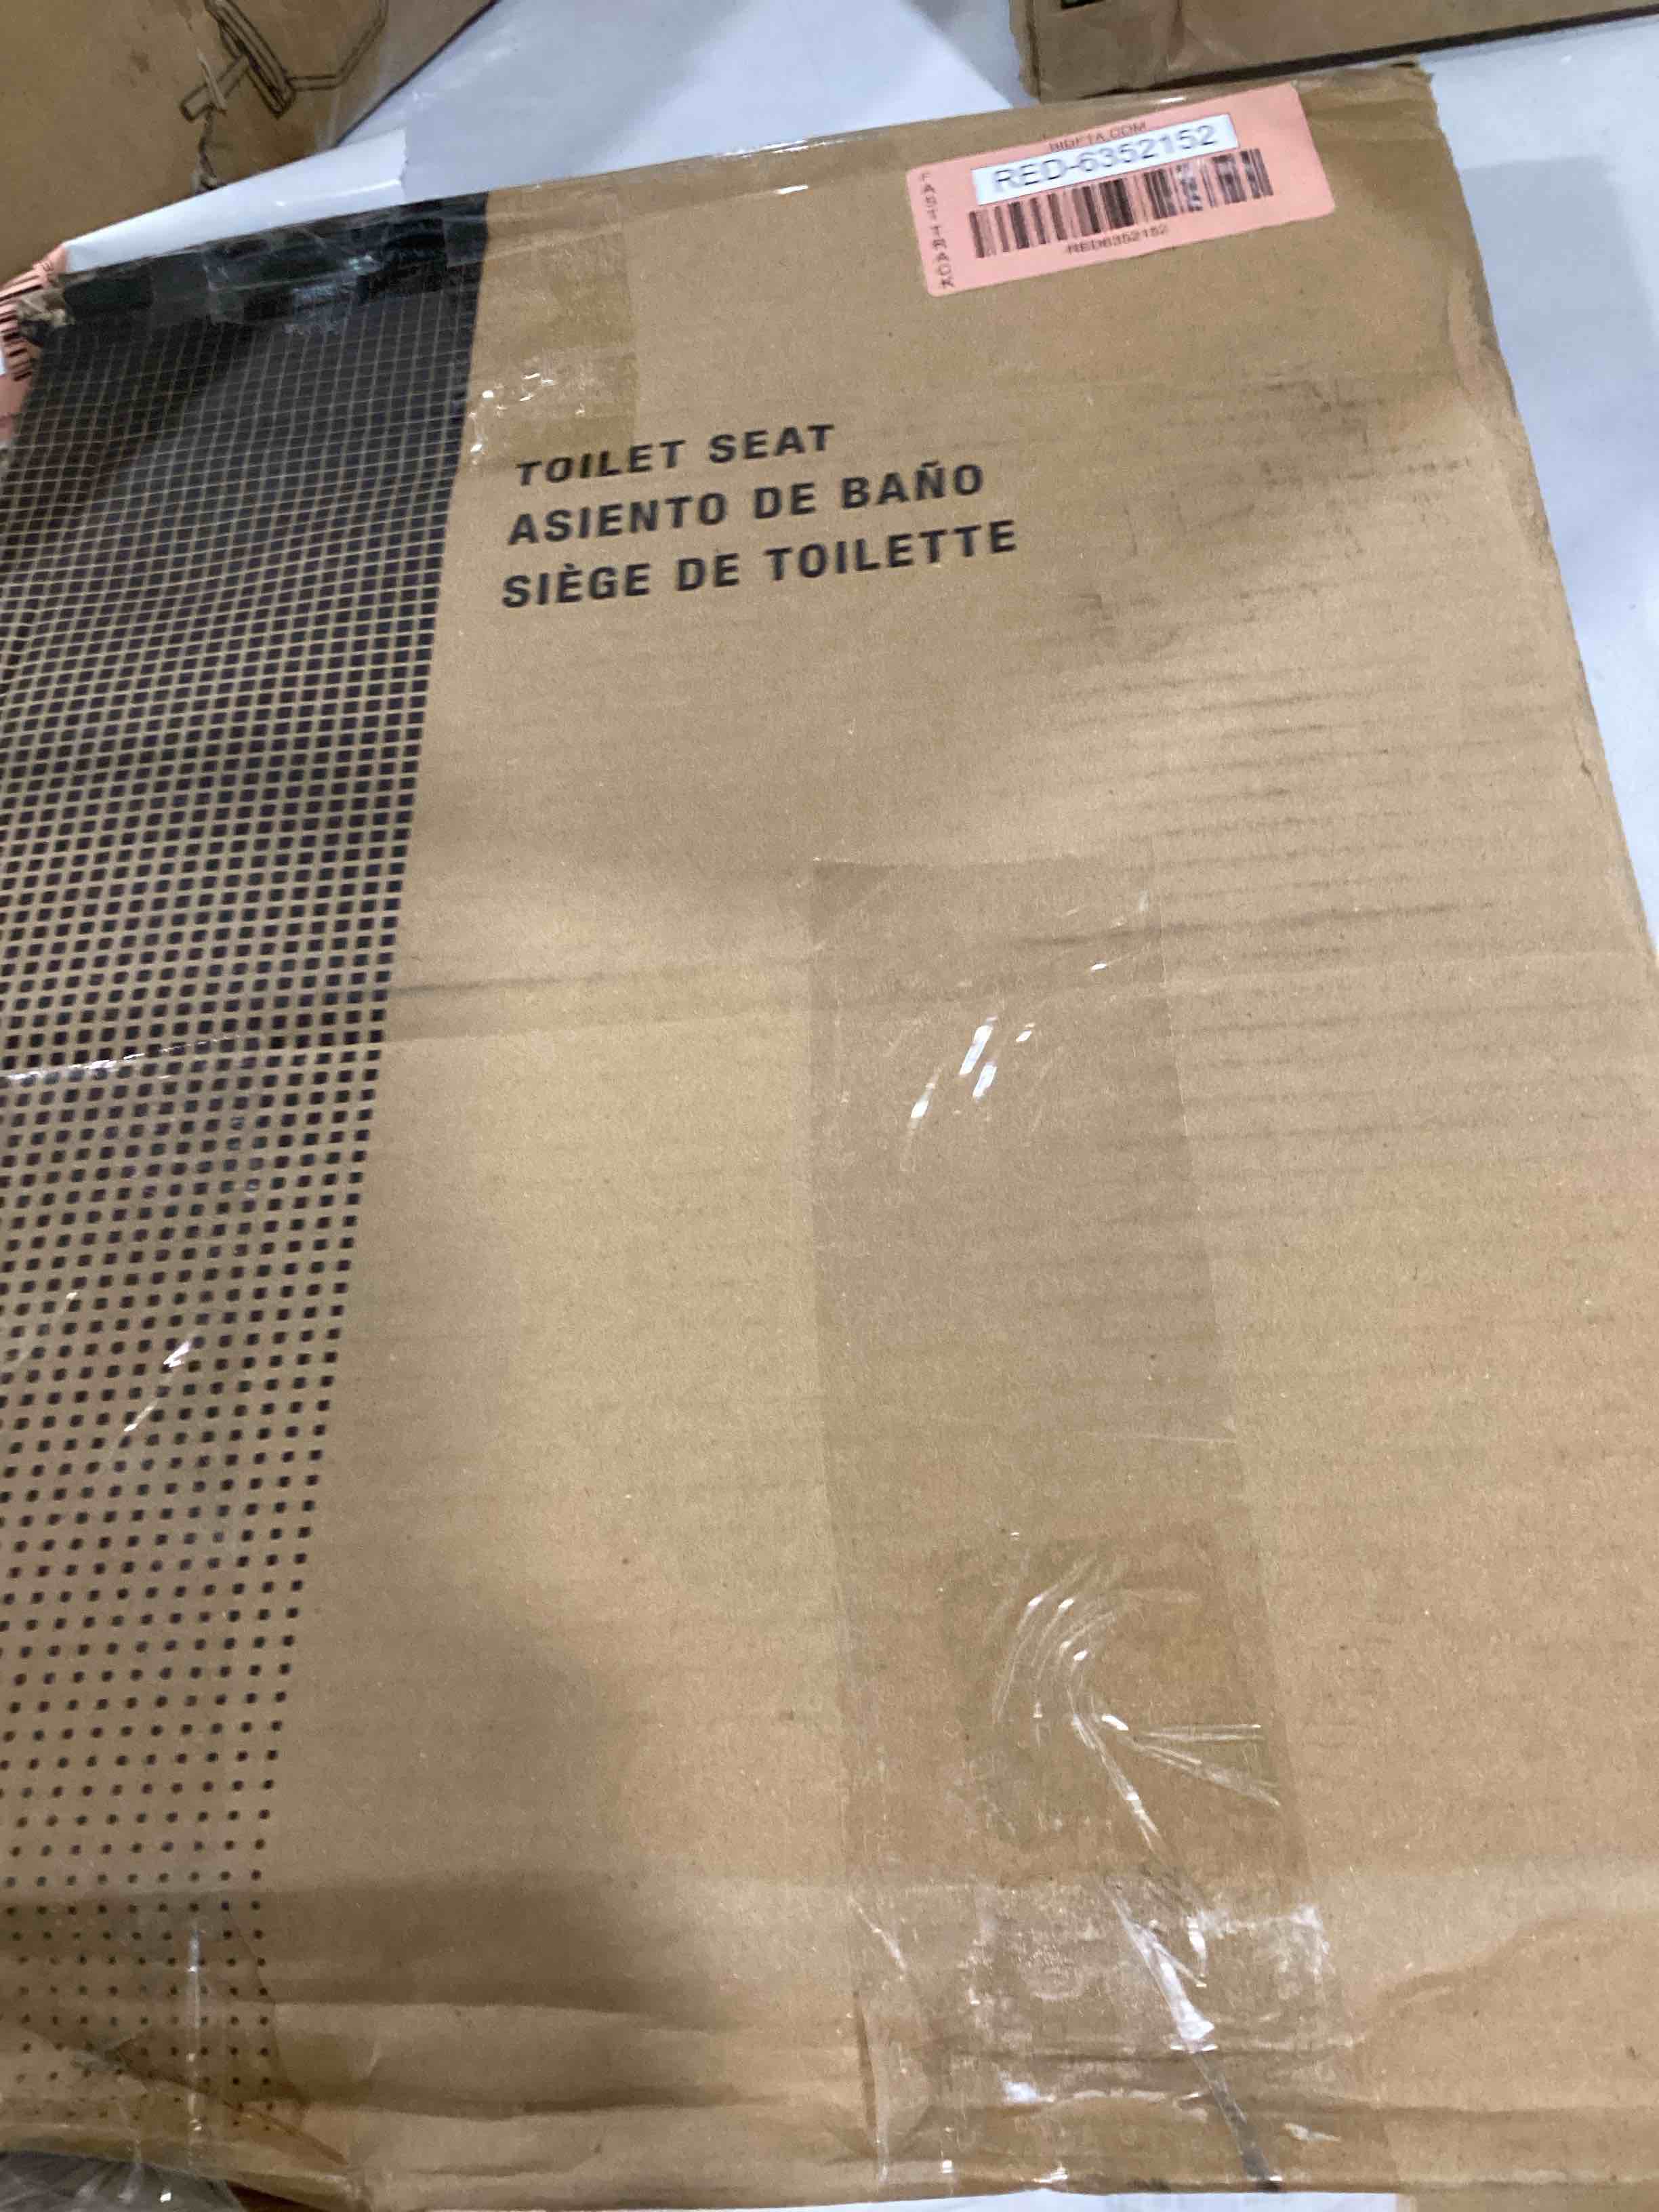 BIDFTA.COM
RED-6352152
FAST TRACK
RED6352152
TOILET SEAT
ASIENTO DE BAÑO
SIÈGE DE TOILETTE